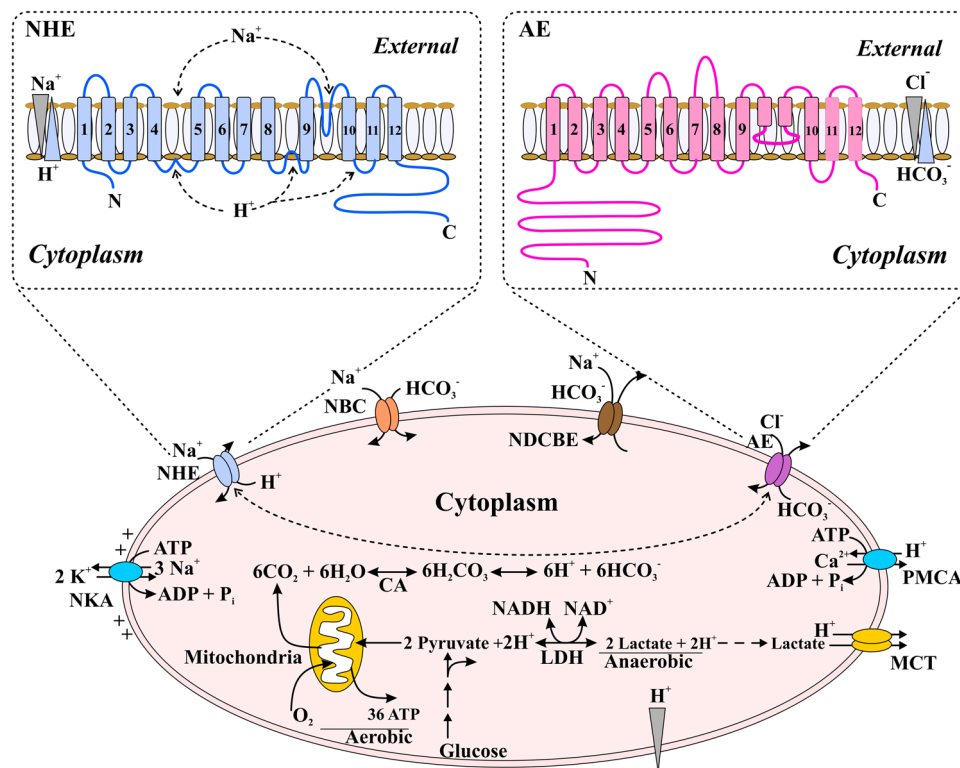 NHE
Na⁺
External
Na⁺
1 2 3 4 5 6 7 8 9 10 11 12
H⁺
N
H⁺
C
Cytoplasm
AE
External
Cl⁻
1 2 3 4 5 6 7 8 9 10 11 12
HCO₃⁻
C
N
Cytoplasm
Na⁺
HCO₃⁻
NBC
Na⁺
HCO₃⁻
NDCBE
Cl⁻
AE
HCO₃⁻
Na⁺
NHE
H⁺
Cytoplasm
++
ATP
3 Na⁺
2 K⁺
NKA
ADP + Pᵢ
++
ATP
H⁺
Ca²⁺
ADP + Pᵢ
PMCA
6CO₂ + 6H₂O 6H₂CO₃ 6H⁺ + 6HCO₃⁻
CA
NADH NAD⁺
Mitochondria
2 Pyruvate +2H⁺ 2 Lactate + 2H⁺ Lactate
LDH
Anaerobic
H⁺
MCT
O₂
36 ATP
Aerobic
Glucose
H⁺